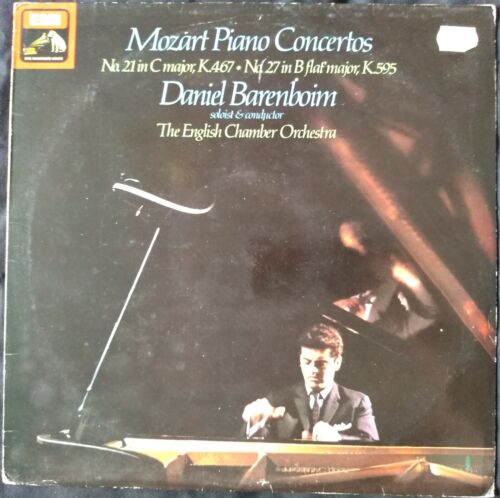 EMI
Mozart Piano Concertos
No. 21 in C major, K.467 • No. 27 in B flat major, K.595
Daniel Barenboim
soloist & conductor
The English Chamber Orchestra